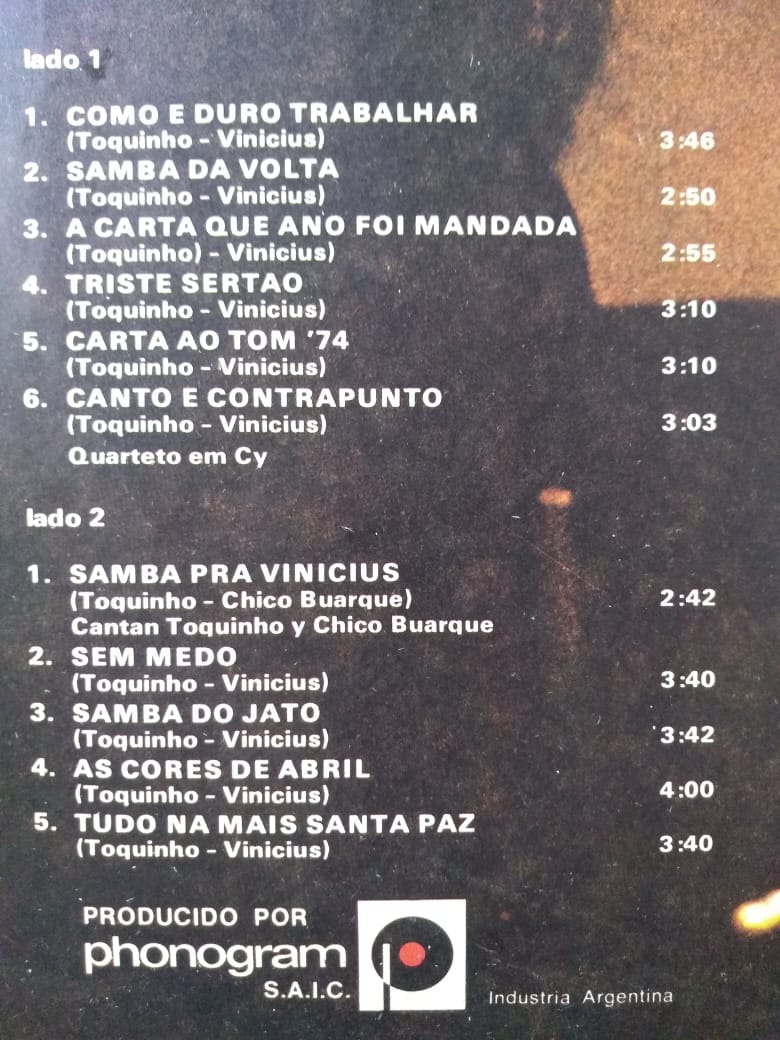 lado 1
1. COMO E DURO TRABALHAR
(Toquinho - Vinicius) 3:46
2. SAMBA DA VOLTA
(Toquinho - Vinicius) 2:50
3. A CARTA QUE ANO FOI MANDADA
(Toquinho) - Vinicius) 2:55
4. TRISTE SERTAO
(Toquinho - Vinicius) 3:10
5. CARTA AO TOM '74
(Toquinho - Vinicius) 3:10
6. CANTO E CONTRAPUNTO
(Toquinho - Vinicius) 3:03
Quarteto em Cy
lado 2
1. SAMBA PRA VINICIUS
(Toquinho - Chico Buarque) 2:42
Cantan Toquinho y Chico Buarque
2. SEM MEDO
(Toquinho - Vinicius) 3:40
3. SAMBA DO JATO
(Toquinho - Vinicius) 3:42
4. AS CORES DE ABRIL
(Toquinho - Vinicius) 4:00
5. TUDO NA MAIS SANTA PAZ
(Toquinho - Vinicius) 3:40
PRODUCIDO POR
phonogram
S.A.I.C.
Industria Argentina